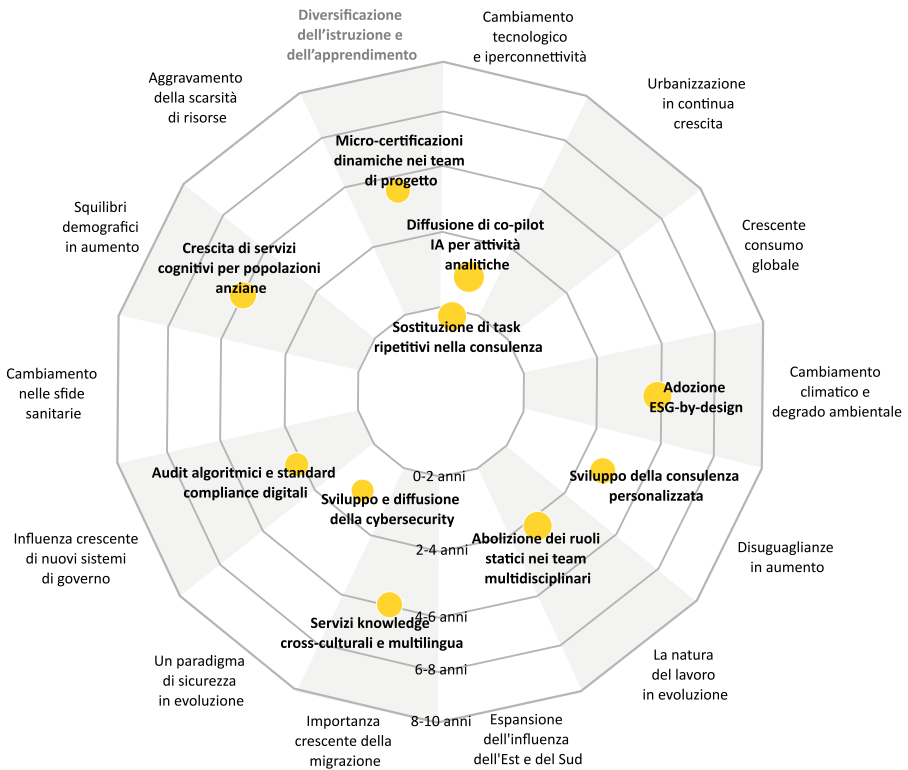 Diversificazione
dell’istruzione e
dell’apprendimento
Cambiamento
tecnologico
e iperconnettività
Aggravamento
della scarsità
di risorse
Urbanizzazione
in continua
crescita
Micro-certificazioni
dinamiche nei team
di progetto
Squilibri
demografici
in aumento
Diffusione di co-pilot
IA per attività
analitiche
Crescente
consumo
globale
Crescita di servizi
cognitivi per popolazioni
anziane
Sostituzione di task
ripetitivi nella consulenza
Cambiamento
nelle sfide
sanitarie
Adozione
ESG-by-design
Cambiamento
climatico e
degrado ambientale
Audit algoritmici e standard
compliance digitali
0-2 anni
Sviluppo della consulenza
personalizzata
Sviluppo e diffusione
della cybersecurity
Influenza crescente
di nuovi sistemi
di governo
2-4 anni
Abolizione dei ruoli
statici nei team
multidisciplinari
Disuguaglianze
in aumento
4-6 anni
Servizi knowledge
cross-culturali e multilingua
Un paradigma
di sicurezza
in evoluzione
6-8 anni
La natura
del lavoro
in evoluzione
8-10 anni
Importanza
crescente della
migrazione
Espansione
dell'influenza
dell'Est e del Sud